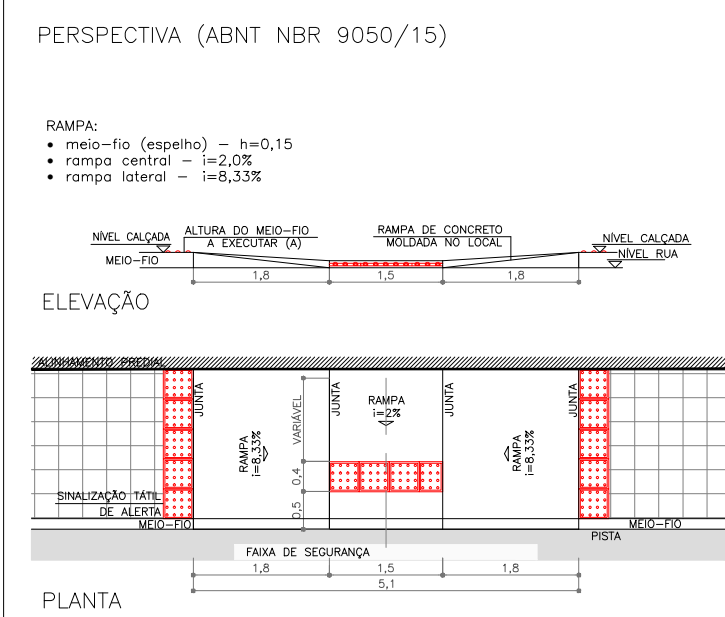 PERSPECTIVA (ABNT NBR 9050/15)
RAMPA:
• meio-fio (espelho) - h=0,15
• rampa central - i=2,0%
• rampa lateral - i=8,33%
NÍVEL CALÇADA
ALTURA DO MEIO-FIO
A EXECUTAR (A)
RAMPA DE CONCRETO
MOLDADA NO LOCAL
NÍVEL CALÇADA
NÍVEL RUA
MEIO-FIO
1,8
1,5
1,8
ELEVAÇÃO
ALINHAMENTO PREDIAL
JUNTA
VARIÁVEL
JUNTA
RAMPA
i=2%
JUNTA
JUNTA
RAMPA
i=8,33%
RAMPA
i=8,33%
0,4
0,5
SINALIZAÇÃO TÁTIL
DE ALERTA
MEIO-FIO
MEIO-FIO
PISTA
FAIXA DE SEGURANÇA
1,8
1,5
1,8
5,1
PLANTA